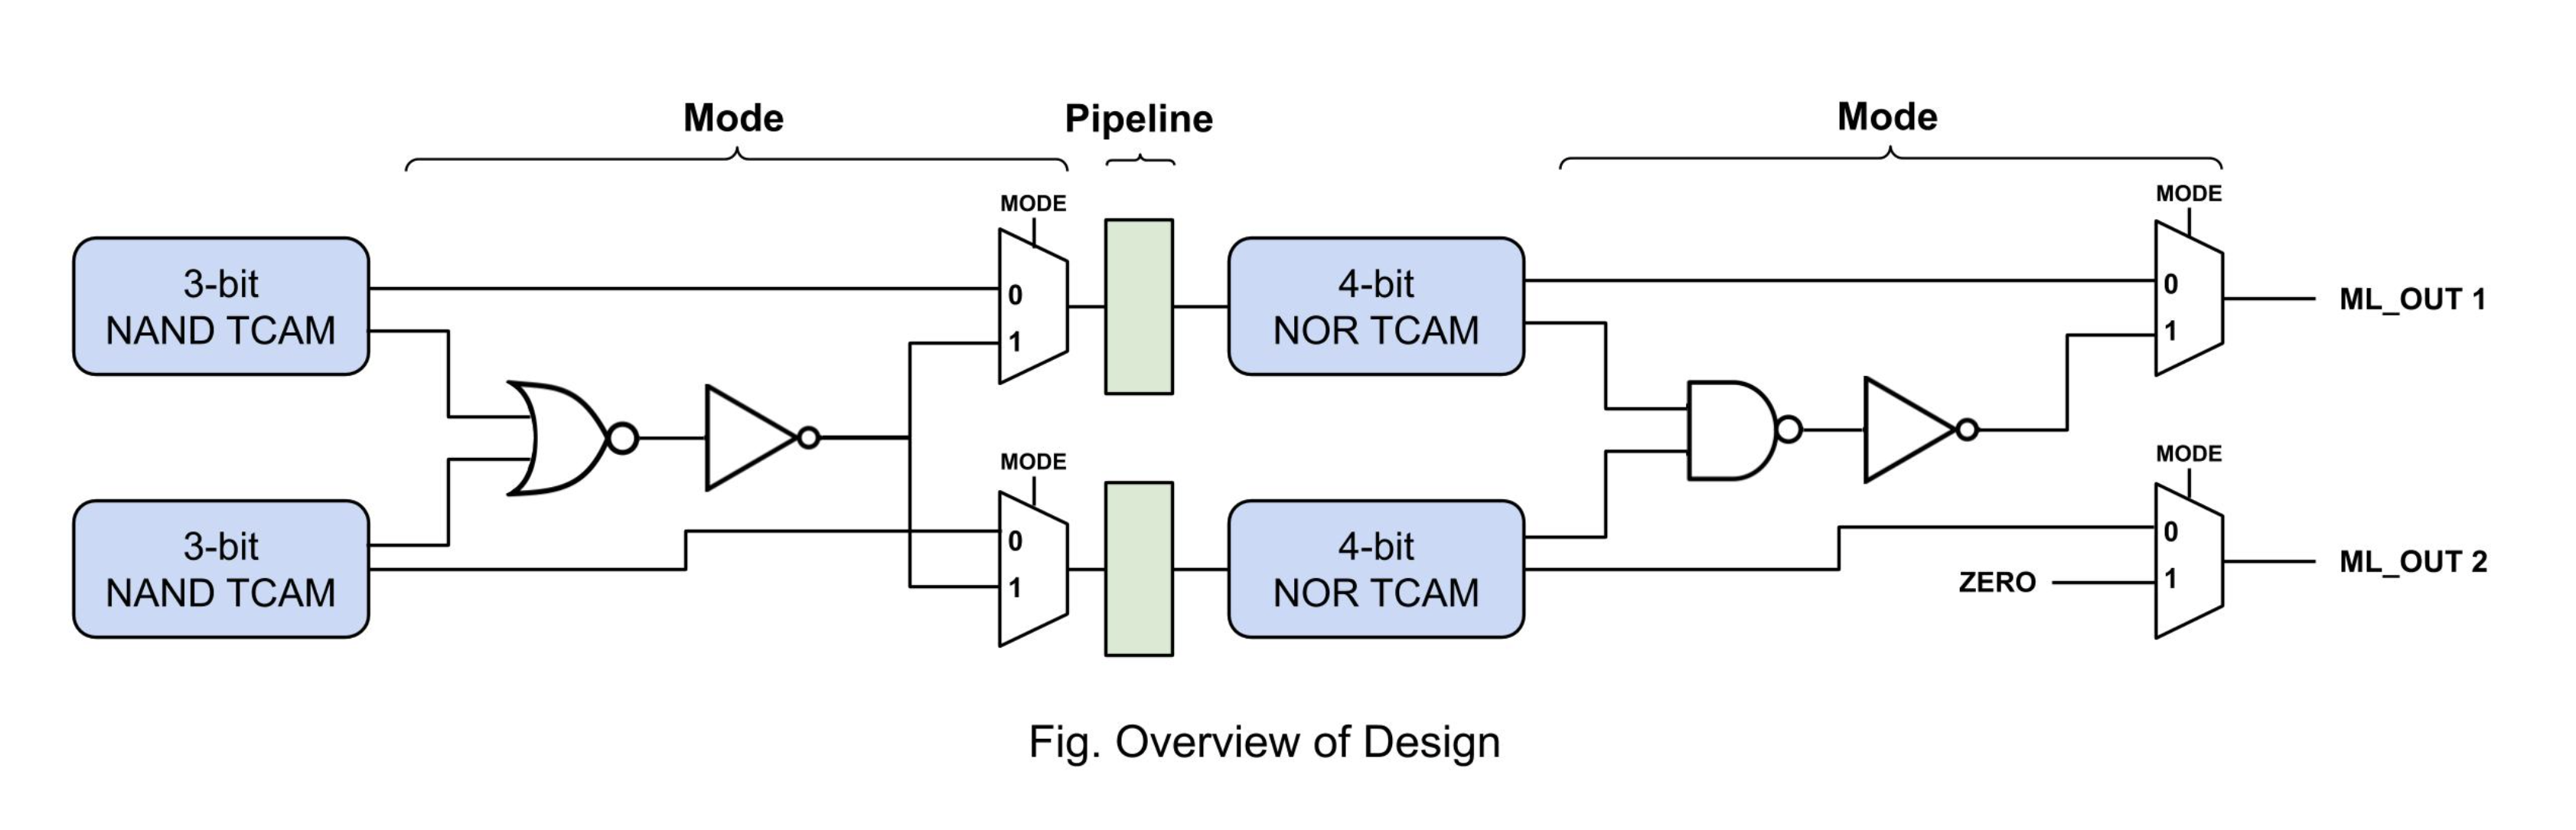 Mode
Pipeline
Mode
MODE
MODE
3-bit
NAND TCAM
0
1
4-bit
NOR TCAM
0
1
ML_OUT 1
MODE
MODE
3-bit
NAND TCAM
0
1
4-bit
NOR TCAM
0
ZERO
1
ML_OUT 2
Fig. Overview of Design